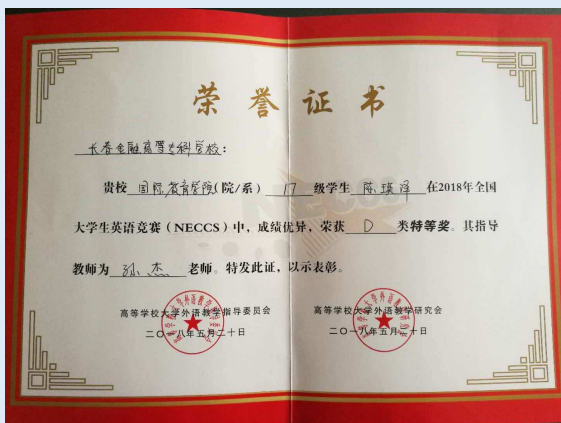 荣誉证书
长春金融高等专科学校:
贵校 国际教育学院(院/系) 17 级学生 陈瑛泽 在2018年全国
大学生英语竞赛(NECCS)中,成绩优异,荣获 D 类特等奖。其指导
教师为 孙杰 老师。特发此证,以示表彰。
高等学校大学外语教学指导委员会
二〇一八年五月二十日
高等学校大学外语教学研究会
二〇一八年五月二十日